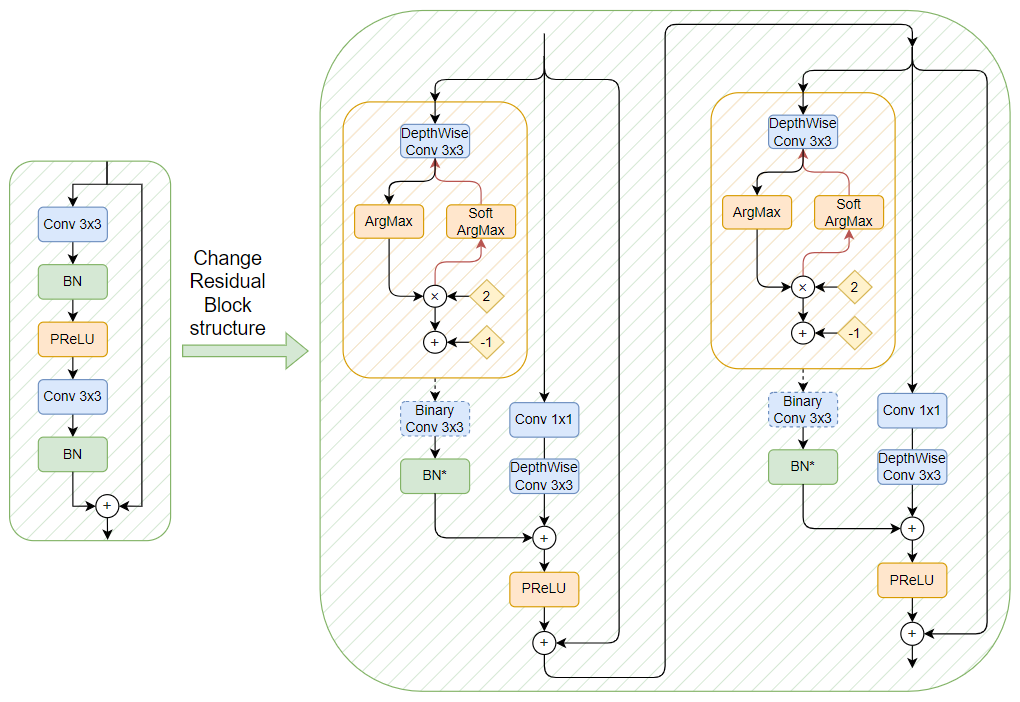 Conv 3x3
BN
PReLU
Conv 3x3
BN
+
Change
Residual
Block
structure
DepthWise
Conv 3x3
ArgMax
Soft
ArgMax
×
2
+
-1
Binary
Conv 3x3
BN*
Conv 1x1
DepthWise
Conv 3x3
+
PReLU
+
DepthWise
Conv 3x3
ArgMax
Soft
ArgMax
×
2
+
-1
Binary
Conv 3x3
BN*
Conv 1x1
DepthWise
Conv 3x3
+
PReLU
+